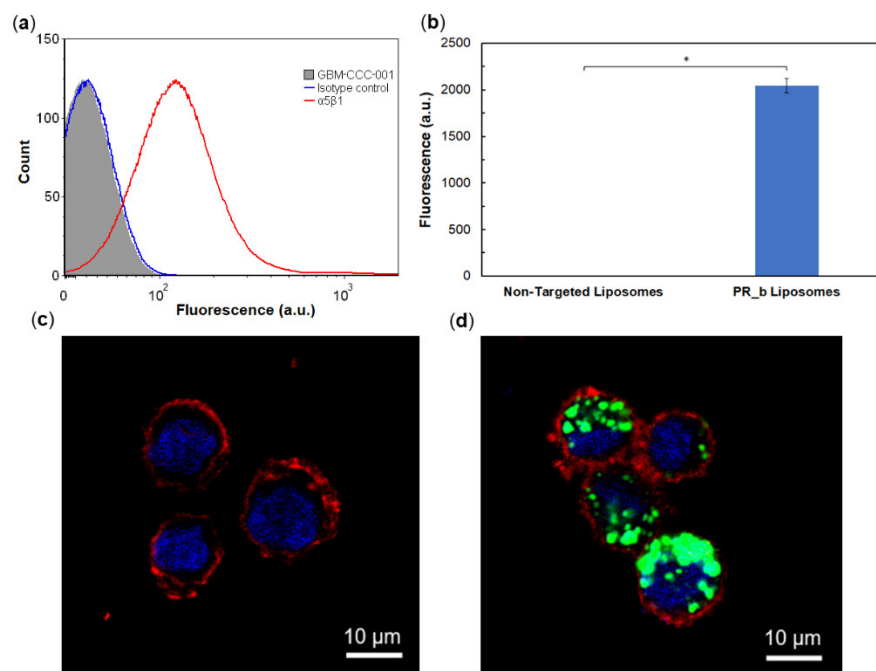 (a)
150
100
50
0
Count
0
10²
10³
Fluorescence (a.u.)
GBM-CCC-001
Isotype control
α5β1
(b)
2500
2000
1500
1000
500
0
Fluorescence (a.u.)
*
Non-Targeted Liposomes
PR_b Liposomes
(c)
10 µm
(d)
10 µm